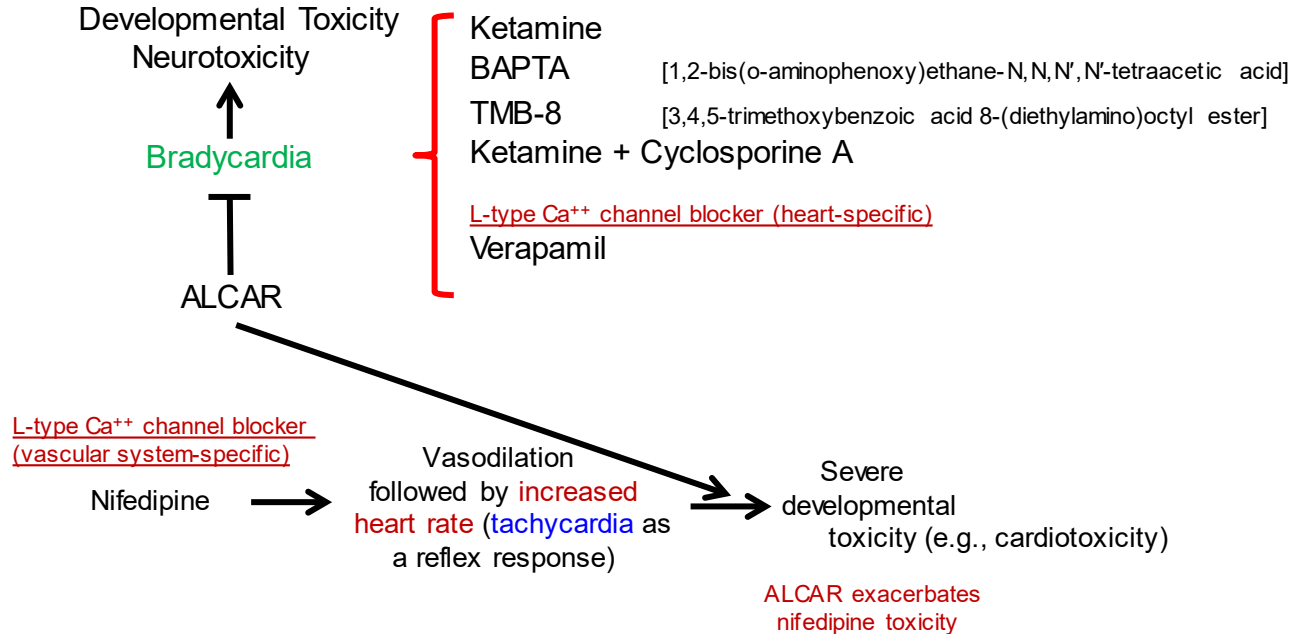 Developmental Toxicity
Neurotoxicity
Bradycardia
ALCAR
Ketamine
BAPTA [1,2-bis(o-aminophenoxy)ethane-N,N,N′,N′-tetraacetic acid]
TMB-8 [3,4,5-trimethoxybenzoic acid 8-(diethylamino)octyl ester]
Ketamine + Cyclosporine A
L-type Ca⁺⁺ channel blocker (heart-specific)
Verapamil
L-type Ca⁺⁺ channel blocker
(vascular system-specific)
Nifedipine
Vasodilation
followed by increased
heart rate (tachycardia as
a reflex response)
Severe
developmental
toxicity (e.g., cardiotoxicity)
ALCAR exacerbates
nifedipine toxicity